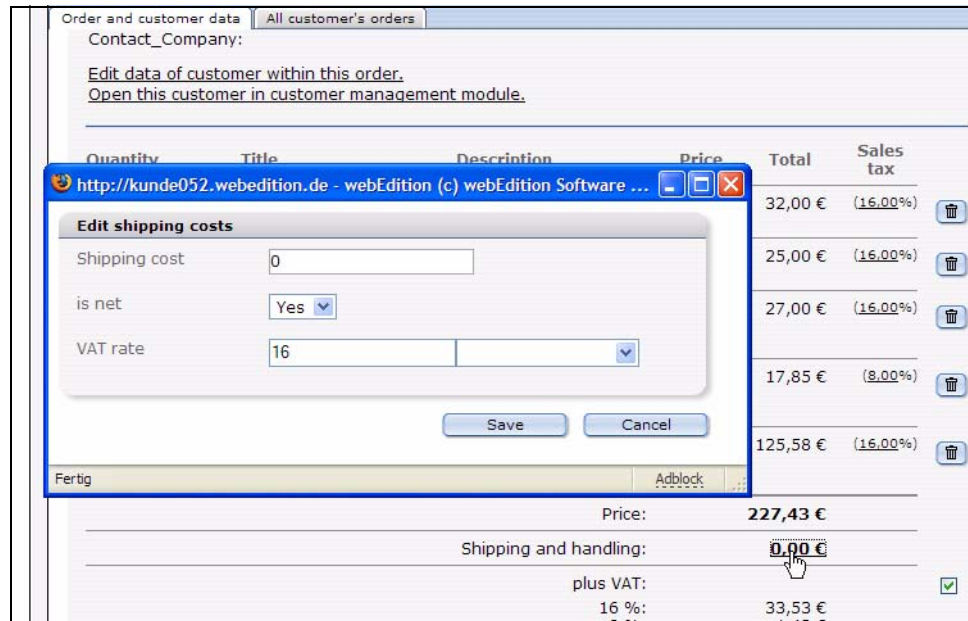 Order and customer data All customer's orders
Contact_Company:
Edit data of customer within this order.
Open this customer in customer management module.
Quantity Title Description Price Total Sales tax
http://kunde052.webedition.de - webEdition (c) webEdition Software ...
Edit shipping costs
Shipping cost 0
is net Yes
VAT rate 16
Save Cancel
Fertig Adblock
32,00 € (16,00%)
25,00 € (16,00%)
27,00 € (16,00%)
17,85 € (8,00%)
125,58 € (16,00%)
Price: 227,43 €
Shipping and handling: 0,00 €
plus VAT:
16 %: 33,53 €